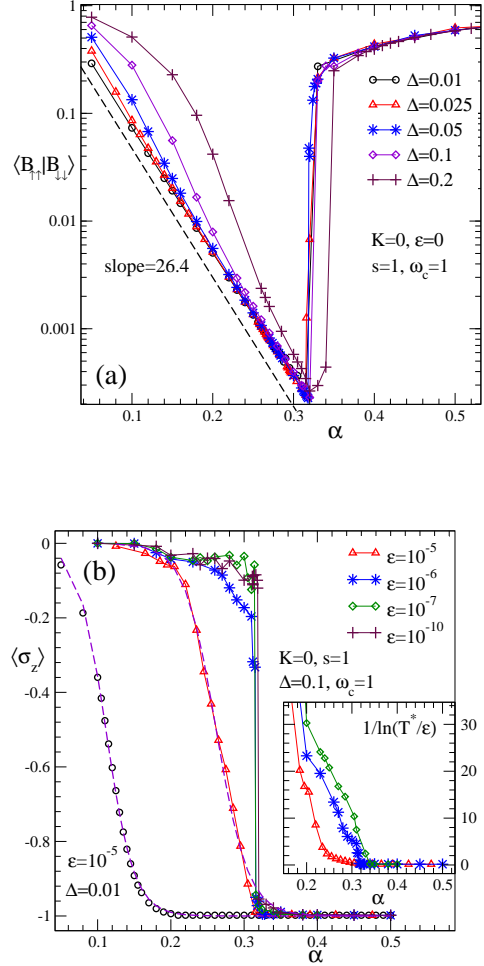 1
0.1
0.01
0.001
⟨B↑↑|B↓↓⟩
Δ=0.01
Δ=0.025
Δ=0.05
Δ=0.1
Δ=0.2
K=0, ε=0
s=1, ω_c=1
slope=26.4
(a)
0.1 0.2 0.3 0.4 0.5
α
0
-0.2
-0.4
-0.6
-0.8
-1
⟨σ_z⟩
(b)
ε=10^-5
ε=10^-6
ε=10^-7
ε=10^-10
K=0, s=1
Δ=0.1, ω_c=1
1/ln(T^*/ε)
30
20
10
0
0.2 0.3 0.4 0.5
α
ε=10^-5
Δ=0.01
0.1 0.2 0.3 0.4 0.5
α